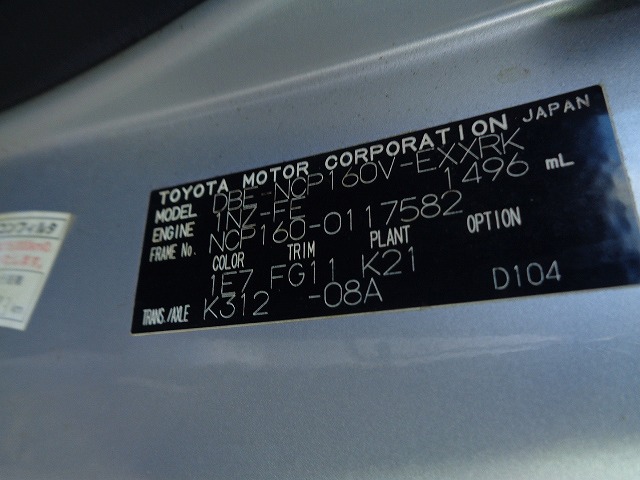 TOYOTA MOTOR CORPORATION JAPAN
MODEL DBE-NCP160V-EXXRK
ENGINE 1NZ-FE 1496 mL
FRAME No. NCP160-0117582
COLOR TRIM PLANT OPTION
1E7 FG11 K21
TRANS./AXLE K312 -08A D104